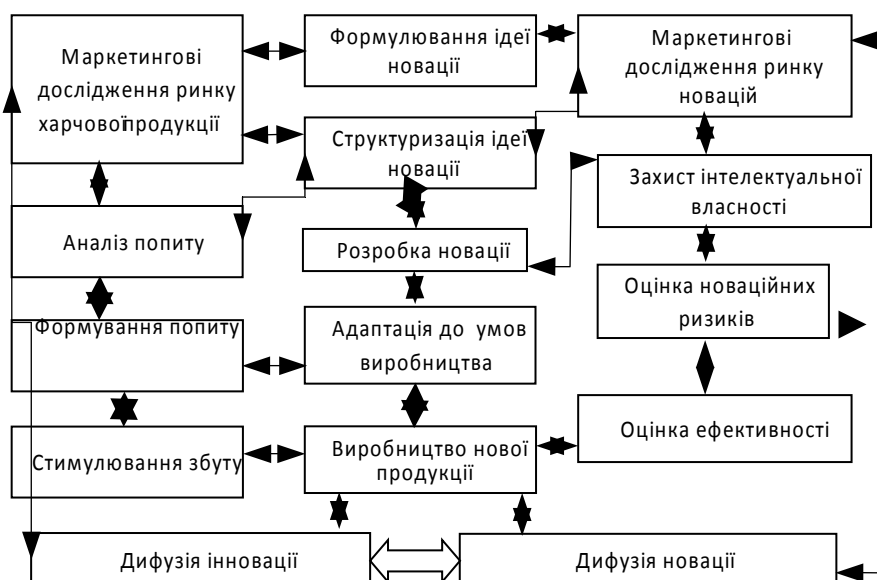 Маркетингові
дослідження ринку
харчової продукції
Формулювання ідеї
новації
Маркетингові
дослідження ринку
новацій
Структуризація ідеї
новації
Захист інтелектуальної
власності
Аналіз попиту
Розробка новації
Оцінка новаційних
ризиків
Формування попиту
Адаптація до умов
виробництва
Оцінка ефективності
Стимулювання збуту
Виробництво нової
продукції
Дифузія інновації
Дифузія новації